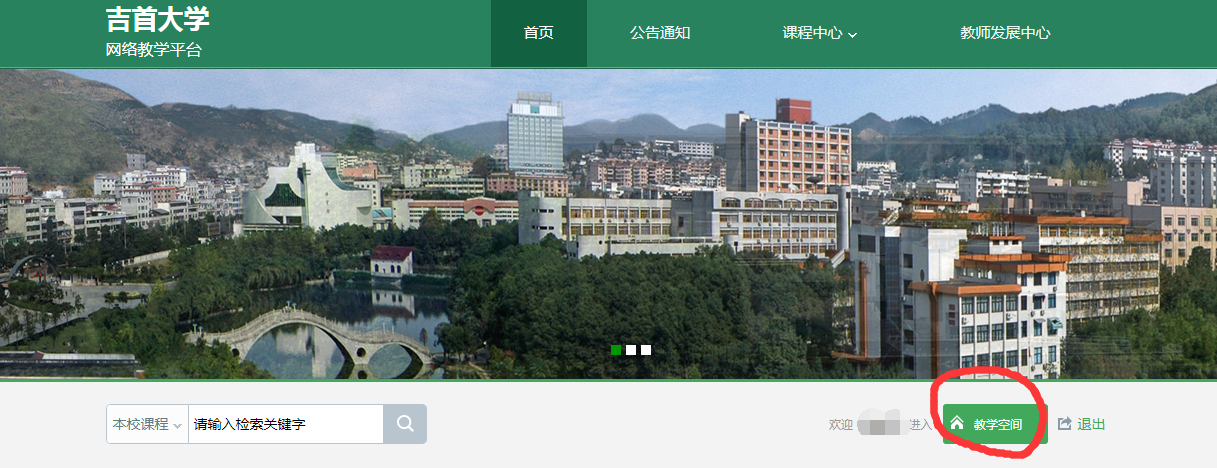 吉首大学
网络教学平台
首页
公告通知
课程中心
教师发展中心
本校课程
请输入检索关键字
欢迎
进入
教学空间
退出